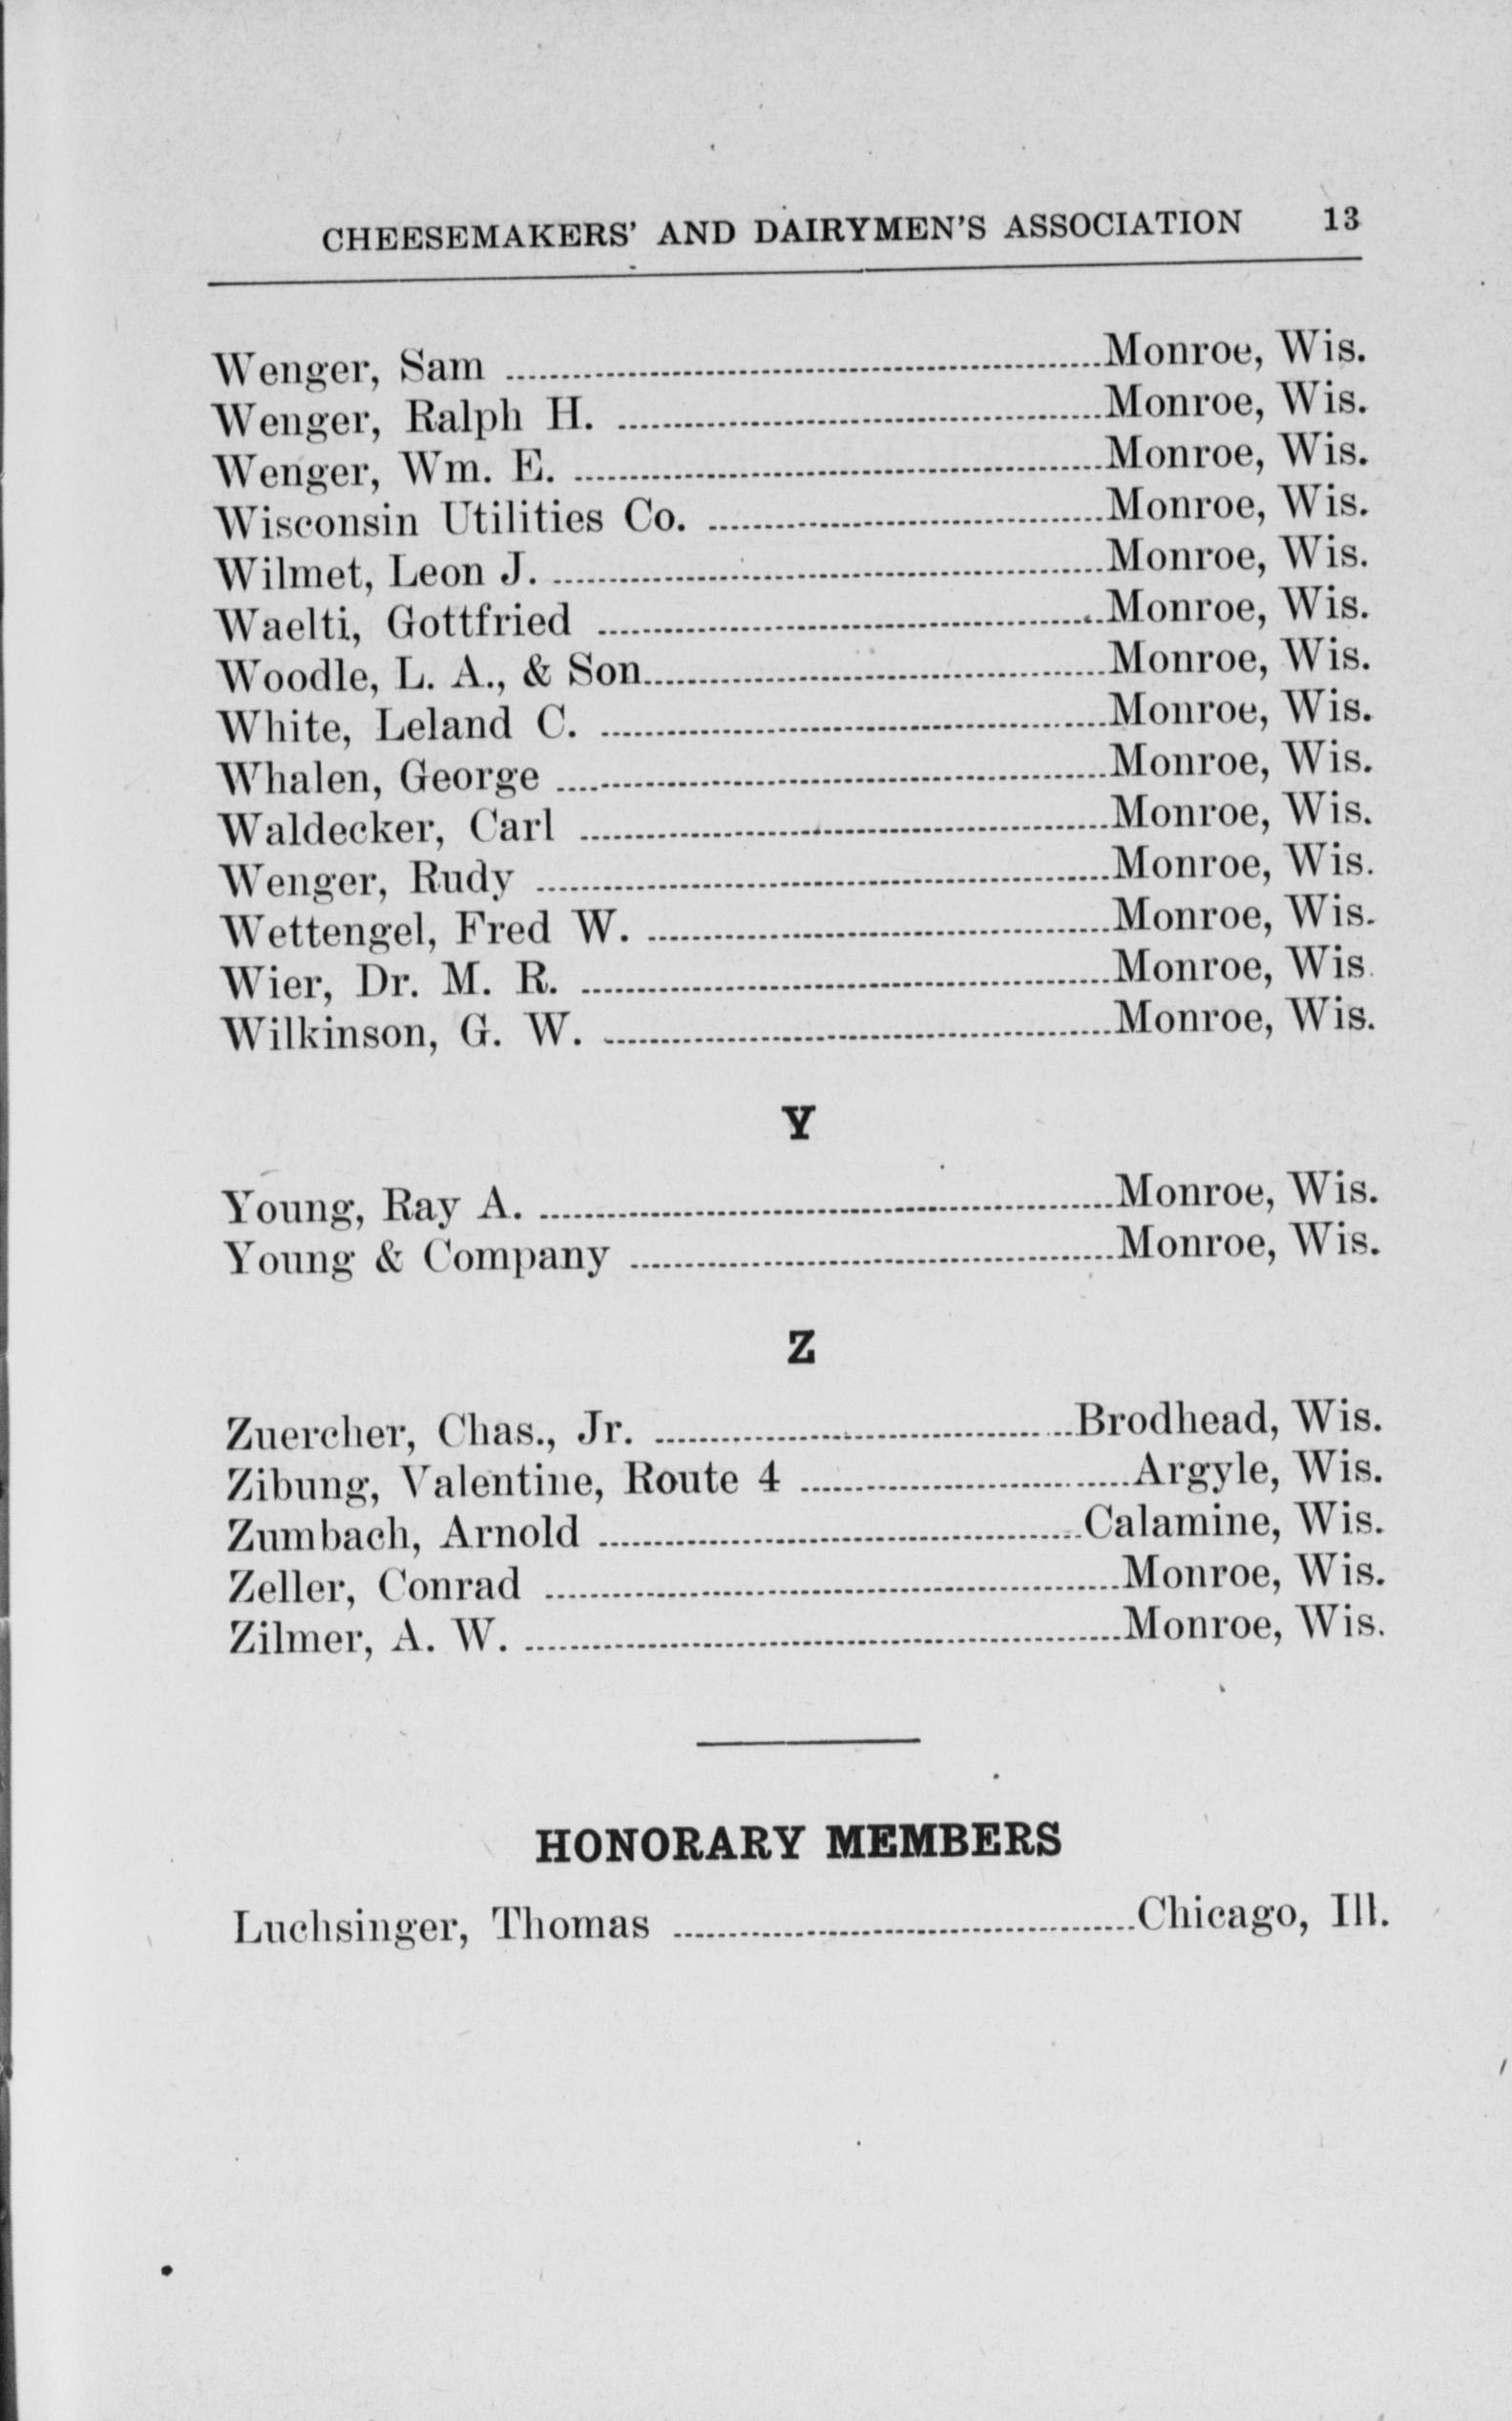 CHEESEMAKERS' AND DAIRYMEN'S ASSOCIATION 13
Wenger, Sam ........ Monroe, Wis.
Wenger, Ralph H. ........ Monroe, Wis.
Wenger, Wm. E. ........ Monroe, Wis.
Wisconsin Utilities Co. ........ Monroe, Wis.
Wilmet, Leon J. ........ Monroe, Wis.
Waelti, Gottfried ........ Monroe, Wis.
Woodle, L. A., & Son ........ Monroe, Wis.
White, Leland C. ........ Monroe, Wis.
Whalen, George ........ Monroe, Wis.
Waldecker, Carl ........ Monroe, Wis.
Wenger, Rudy ........ Monroe, Wis.
Wettengel, Fred W. ........ Monroe, Wis.
Wier, Dr. M. R. ........ Monroe, Wis.
Wilkinson, G. W. ........ Monroe, Wis.
Y
Young, Ray A. ........ Monroe, Wis.
Young & Company ........ Monroe, Wis.
Z
Zuercher, Chas., Jr. ........ Brodhead, Wis.
Zibung, Valentine, Route 4 ........ Argyle, Wis.
Zumbach, Arnold ........ Calamine, Wis.
Zeller, Conrad ........ Monroe, Wis.
Zilmer, A. W. ........ Monroe, Wis.
HONORARY MEMBERS
Luchsinger, Thomas ........ Chicago, Ill.